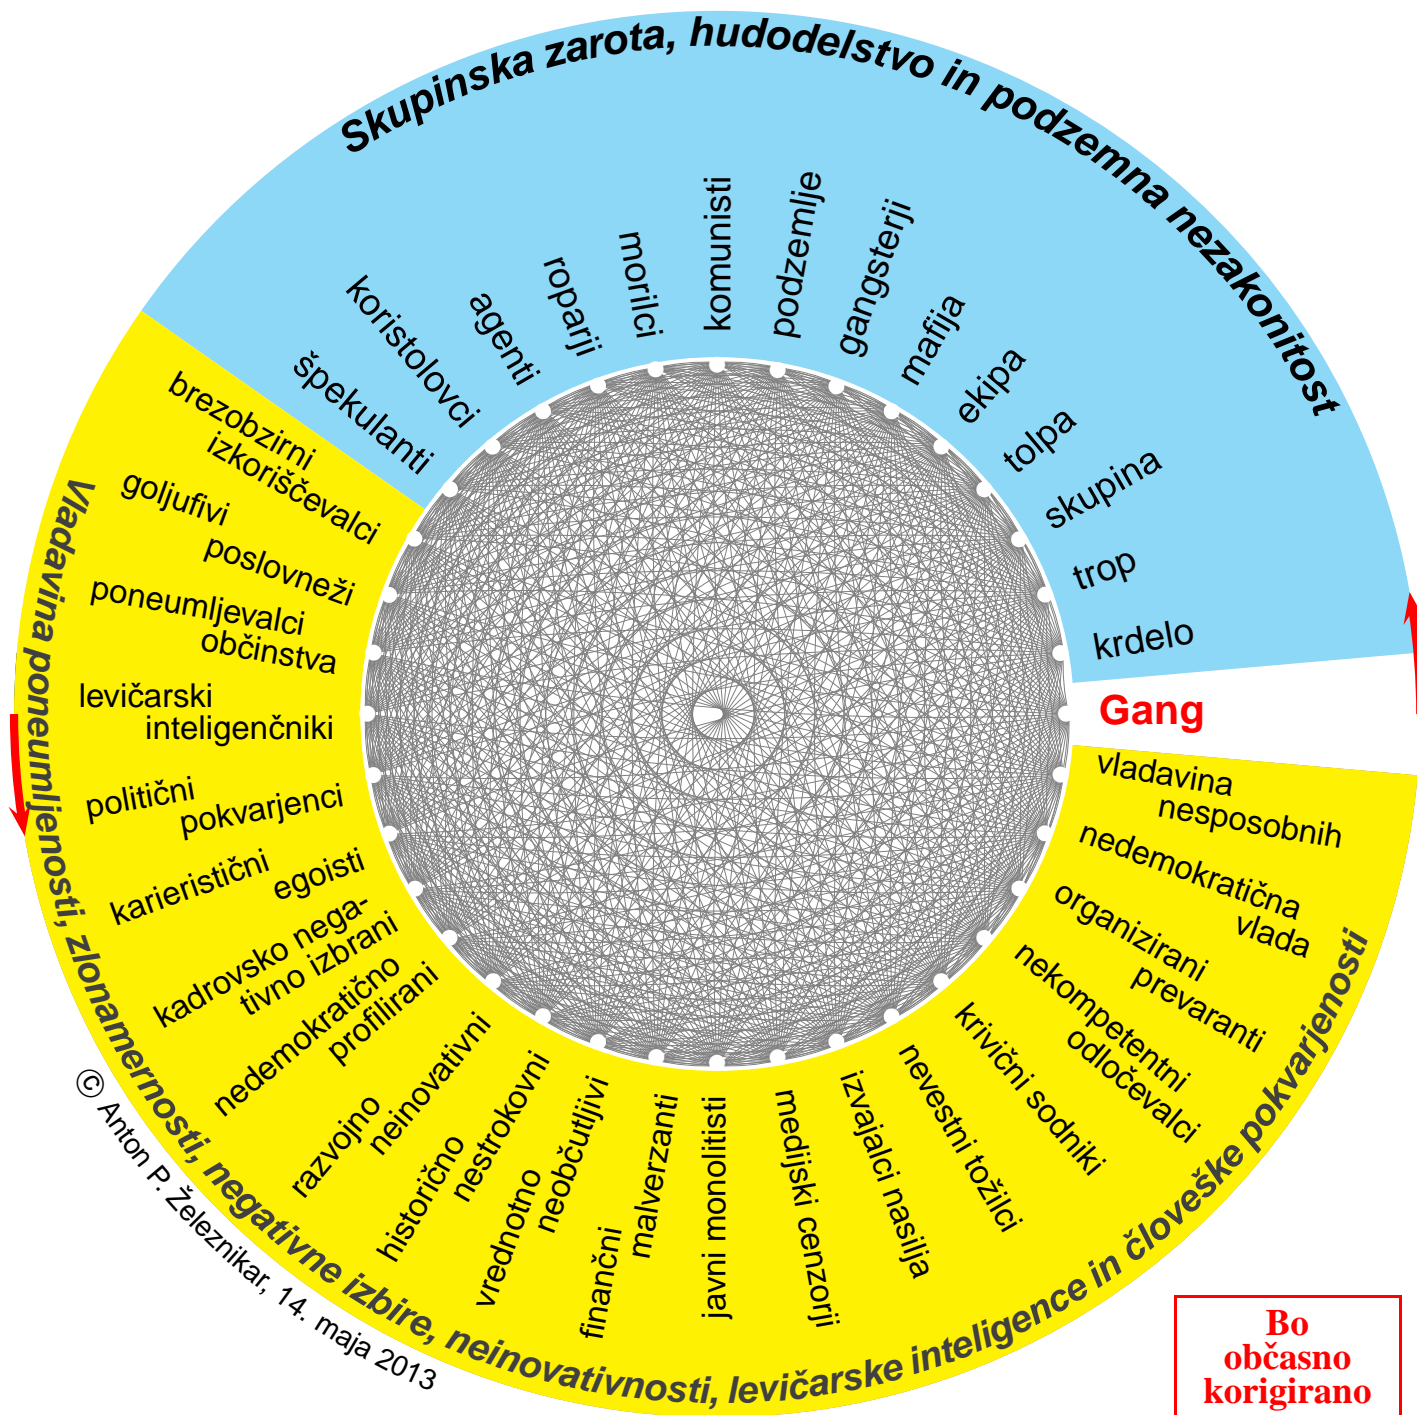 Skupinska zarota, hudodelstvo in podzemna nezakonitost
Gang
krdelo
trop
skupina
tolpa
ekipa
mafija
gangsterji
podzemlje
komunisti
morilci
roparji
agenti
koristolovci
špekulanti
brezobzirni
izkoriščevalci
goljufivi
poslovneži
poneumljevalci
občinstva
levičarski
inteligenčniki
politični
pokvarjenci
karieristični
egoisti
kadrovsko nega-
tivno izbrani
nedemokratično
profilirani
razvojno
neinovativni
historično
nestrokovni
vrednotno
neobčutljivi
finančni
malverzanti
javni monolitisti
medijski cenzorji
izvajalci nasilja
nevestni tožilci
krivični sodniki
nekompetentni
odločevalci
organizirani
prevaranti
nedemokratična
vlada
vladavina
nesposobnih
Vladavina poneumljenosti, zlonamernosti, negativne izbire, neinovativnosti, levičarske inteligence in človeške pokvarjenosti
© Anton P. Železnikar, 14. maja 2013
Bo
občasno
korigirano